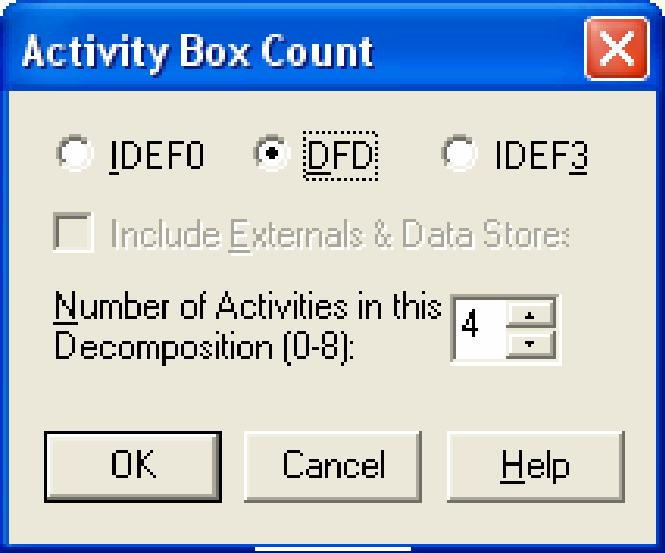 Activity Box Count
IDEF0 DFD IDEF3
Include Externals & Data Stores
Number of Activities in this
Decomposition (0-8):
4
OK Cancel Help